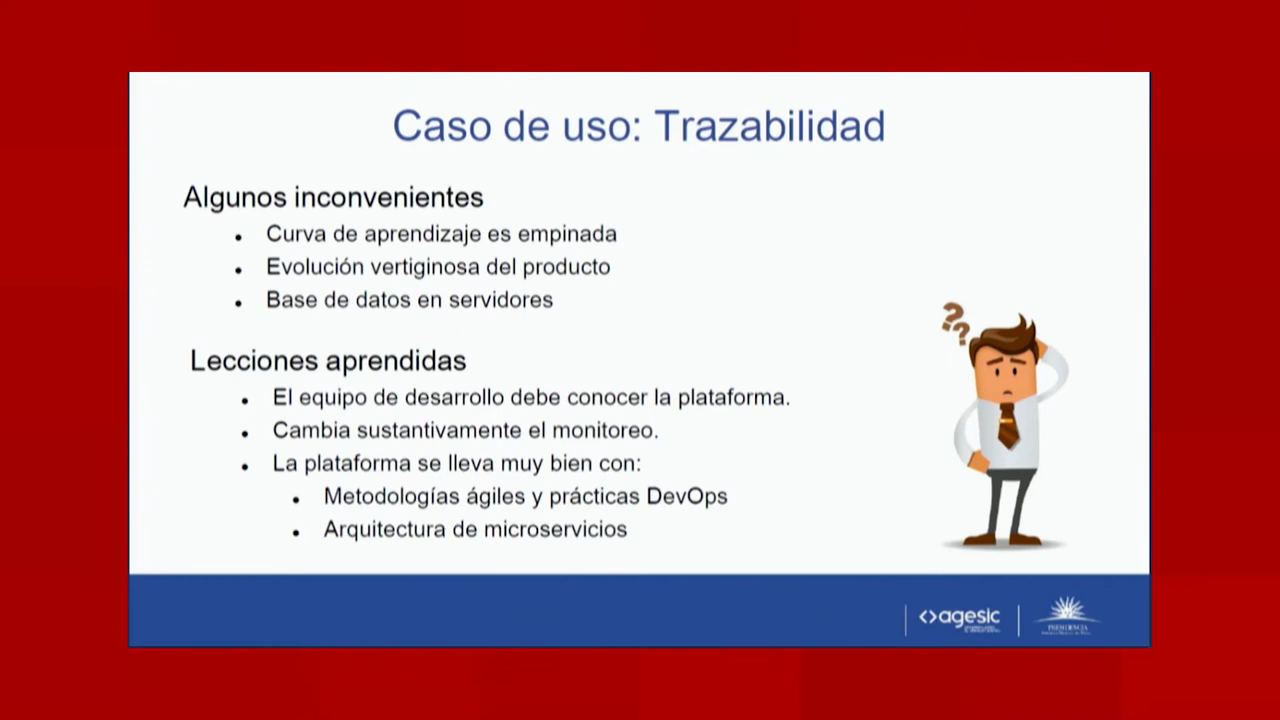 Caso de uso: Trazabilidad
Algunos inconvenientes
• Curva de aprendizaje es empinada
• Evolución vertiginosa del producto
• Base de datos en servidores
Lecciones aprendidas
• El equipo de desarrollo debe conocer la plataforma.
• Cambia sustantivamente el monitoreo.
• La plataforma se lleva muy bien con:
• Metodologías ágiles y prácticas DevOps
• Arquitectura de microservicios
??
agesic
PRESIDENCIA